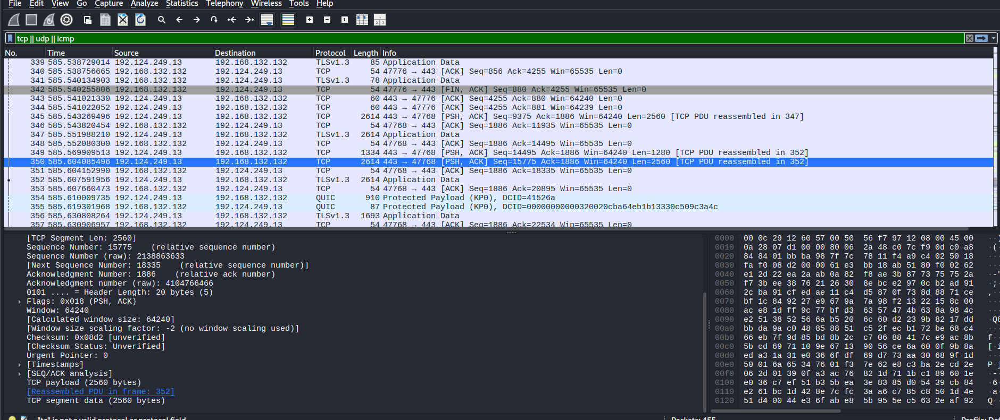 File Edit View Go Capture Analyze Statistics Telephony Wireless Tools Help
tcp || udp || icmp
No. Time Source Destination Protocol Length Info
339 585.538729014 192.124.249.13 192.168.132.132 TLSv1.3 85 Application Data
340 585.538756665 192.168.132.132 192.124.249.13 TCP 54 47776 → 443 [ACK] Seq=856 Ack=4255 Win=65535 Len=0
341 585.540134903 192.168.132.132 192.124.249.13 TLSv1.3 78 Application Data
342 585.540255806 192.168.132.132 192.124.249.13 TCP 54 47776 → 443 [FIN, ACK] Seq=880 Ack=4255 Win=65535 Len=0
343 585.541021330 192.124.249.13 192.168.132.132 TCP 60 443 → 47776 [ACK] Seq=4255 Ack=880 Win=64240 Len=0
344 585.541022052 192.124.249.13 192.168.132.132 TCP 60 443 → 47776 [ACK] Seq=4255 Ack=881 Win=64239 Len=0
345 585.543269496 192.124.249.13 192.168.132.132 TCP 2614 443 → 47768 [PSH, ACK] Seq=9375 Ack=1886 Win=64240 Len=2560 [TCP PDU reassembled in 347]
346 585.543820454 192.168.132.132 192.124.249.13 TCP 54 47768 → 443 [ACK] Seq=1886 Ack=11935 Win=65535 Len=0
347 585.551988210 192.124.249.13 192.168.132.132 TLSv1.3 2614 Application Data
348 585.552080300 192.168.132.132 192.124.249.13 TCP 54 47768 → 443 [ACK] Seq=1886 Ack=14495 Win=65535 Len=0
349 585.569909513 192.124.249.13 192.168.132.132 TCP 1334 443 → 47768 [PSH, ACK] Seq=14495 Ack=1886 Win=64240 Len=1280 [TCP PDU reassembled in 352]
350 585.604085496 192.124.249.13 192.168.132.132 TCP 2614 443 → 47768 [PSH, ACK] Seq=15775 Ack=1886 Win=64240 Len=2560 [TCP PDU reassembled in 352]
351 585.604152990 192.168.132.132 192.124.249.13 TCP 54 47768 → 443 [ACK] Seq=1886 Ack=18335 Win=65535 Len=0
352 585.607591956 192.124.249.13 192.168.132.132 TLSv1.3 2614 Application Data
353 585.607660473 192.168.132.132 192.124.249.13 TCP 54 47768 → 443 [ACK] Seq=1886 Ack=20895 Win=65535 Len=0
354 585.610009735 192.124.249.13 192.168.132.132 QUIC 910 Protected Payload (KP0), DCID=41526a
355 585.619301968 192.168.132.132 192.124.249.13 QUIC 87 Protected Payload (KP0), DCID=00000000000320020cba64eb1b13330c509c3a4c
356 585.630808264 192.124.249.13 192.168.132.132 TLSv1.3 1693 Application Data
357 585.630906957 192.168.132.132 192.124.249.13 TCP 54 47768 → 443 [ACK] Seq=1886 Ack=22534 Win=65535 Len=0
[TCP Segment Len: 2560]
Sequence Number: 15775 (relative sequence number)
Sequence Number (raw): 2138863633
[Next Sequence Number: 18335 (relative sequence number)]
Acknowledgment Number: 1886 (relative ack number)
Acknowledgment number (raw): 4104766466
0101 .... = Header Length: 20 bytes (5)
Flags: 0x018 (PSH, ACK)
Window: 64240
[Calculated window size: 64240]
[Window size scaling factor: -2 (no window scaling used)]
Checksum: 0x08d2 [unverified]
[Checksum Status: Unverified]
Urgent Pointer: 0
[Timestamps]
[SEQ/ACK analysis]
TCP payload (2560 bytes)
[Reassembled PDU in frame: 352]
TCP segment data (2560 bytes)
0000 00 0c 29 12 60 57 00 50 56 f7 97 12 08 00 45 00 ··)
0010 0a 28 07 d1 00 00 80 06 2a 48 c0 7c f9 0d c0 a8 ·(·
0020 84 84 01 bb ba 98 7f 7c 78 11 f4 a9 c4 02 50 18 ···
0030 fa f0 08 d2 00 00 61 e3 bb 18 ab 51 80 f0 02 62 ···
0040 e1 2d 22 ea 2a ab 0a 82 f8 ae 3b 87 73 75 75 2a ·-"
0050 f7 3b ee 38 76 21 26 30 8e bc e2 97 0c b2 ad 91 ·;·
0060 2c ba 91 cf ed ae 11 c4 d5 87 0f 73 8d 88 71 ce ,··
0070 bf 1c 84 92 27 e9 67 9a 7a 98 f2 13 22 15 8c 00 ···
0080 ac e8 1d ff 9c 77 bf d3 63 57 47 4b 63 8a 98 4c ···
0090 e2 51 38 52 56 6a b5 20 6c 60 d2 23 9b 82 17 dd ·Q8
00a0 bb da 9a c0 48 85 88 51 c5 2f ec b1 72 be 68 c4 ···
00b0 66 eb 7f 9d 85 bd 8b 2c c7 06 88 41 7c e9 ac 8b f··
00c0 5b cd 69 71 10 9e 67 13 90 56 ce 6a 60 0f 9b 8a [·i
00d0 ed a3 1a 31 e0 36 6f df 69 d7 73 aa 30 68 9f 1d ···
00e0 50 01 6a 65 34 76 01 f3 7e 62 e8 c3 ba 2e cd 2e P·j
00f0 06 2d 01 39 0f a3 ac 76 82 1d 71 1b c1 89 60 1e ·-·
0100 e0 36 c7 ef 51 b3 5b ea 3e 83 85 d0 54 39 cb 84 ·6·
0110 e2 61 bc 1d 42 8e 7c fc 3a a6 c7 85 c8 50 1d 4e ·a·
0120 51 d4 00 44 e3 6f ab e8 5b 95 5e c5 63 2e af 92 Q··
"tc" is not a valid protocol or protocol field. Packets: 455 Profile: Def